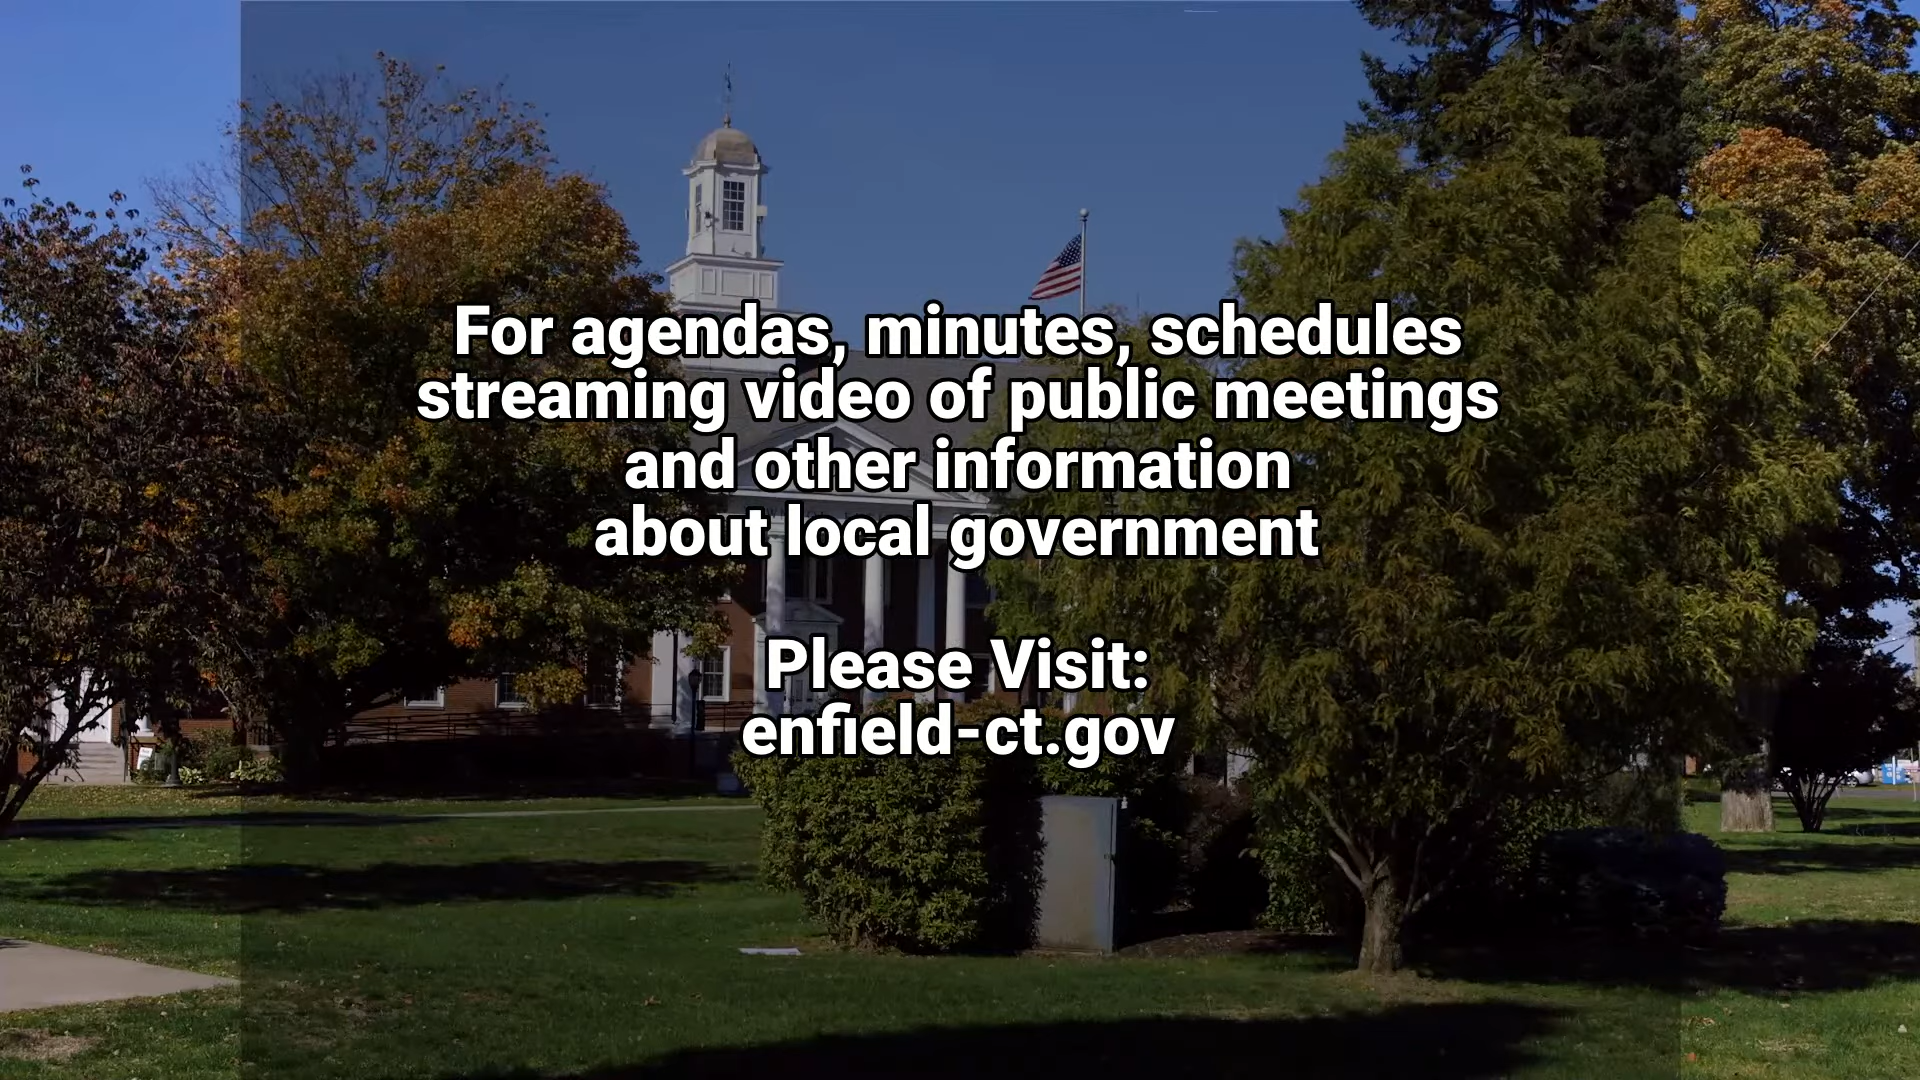 For agendas, minutes, schedules
streaming video of public meetings
and other information
about local government
Please Visit:
enfield-ct.gov